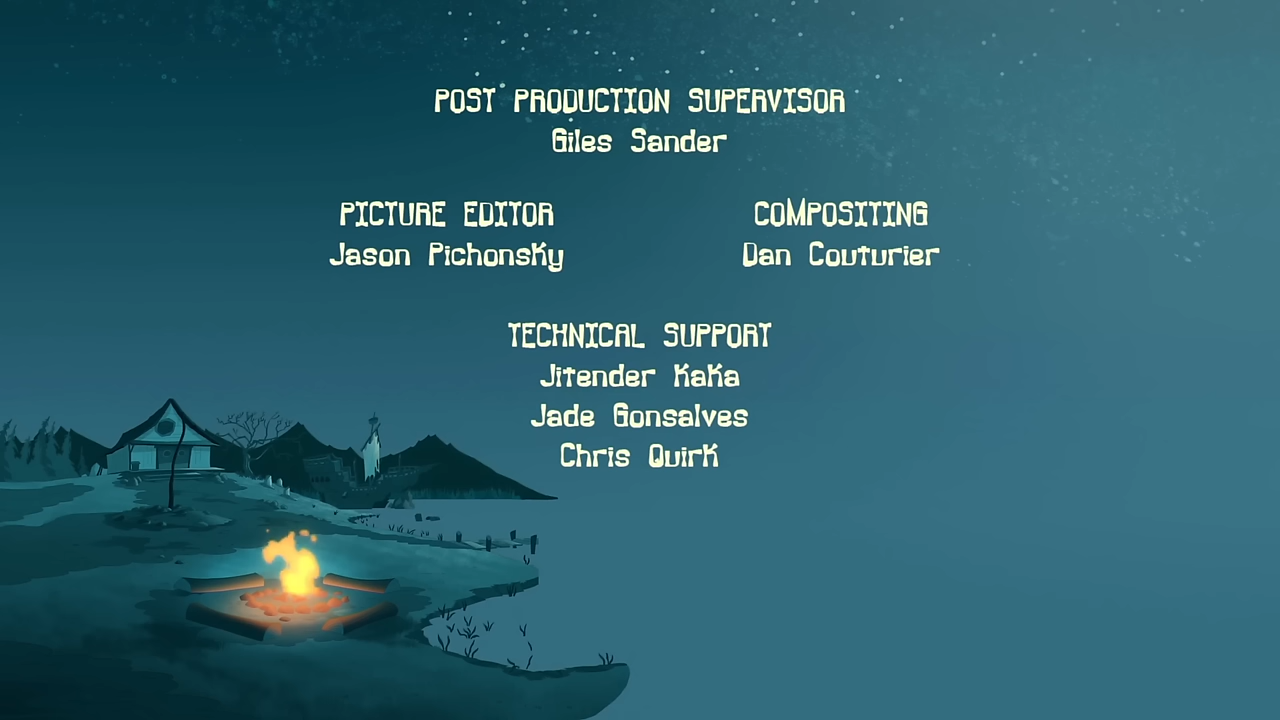 POST PRODUCTION SUPERVISOR
Giles Sander
PICTURE EDITOR
Jason Pichonsky
COMPOSITING
Dan Couturier
TECHNICAL SUPPORT
Jitender Kaka
Jade Gonsalves
Chris Quirk